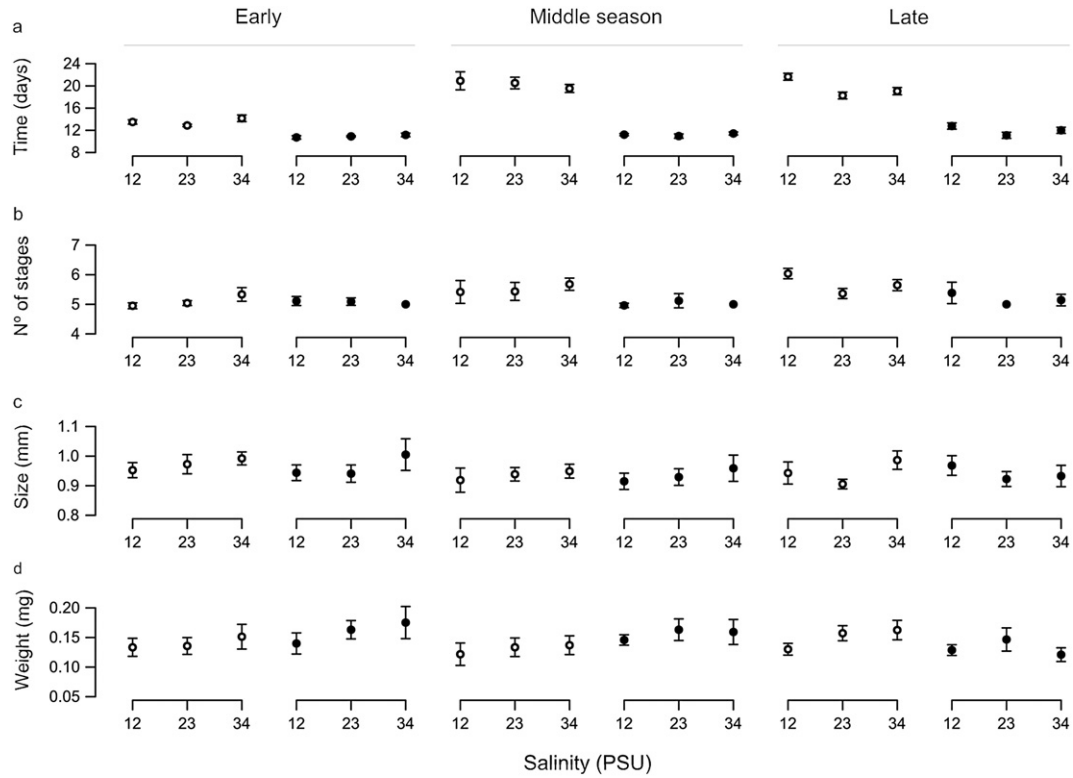 Early Middle season Late
a
Time (days)
24
20
16
12
8
12 23 34 12 23 34 12 23 34 12 23 34 12 23 34 12 23 34
b
Nº of stages
7
6
5
4
12 23 34 12 23 34 12 23 34 12 23 34 12 23 34 12 23 34
c
Size (mm)
1.1
1.0
0.9
0.8
12 23 34 12 23 34 12 23 34 12 23 34 12 23 34 12 23 34
d
Weight (mg)
0.20
0.15
0.10
0.05
12 23 34 12 23 34 12 23 34 12 23 34 12 23 34 12 23 34
Salinity (PSU)